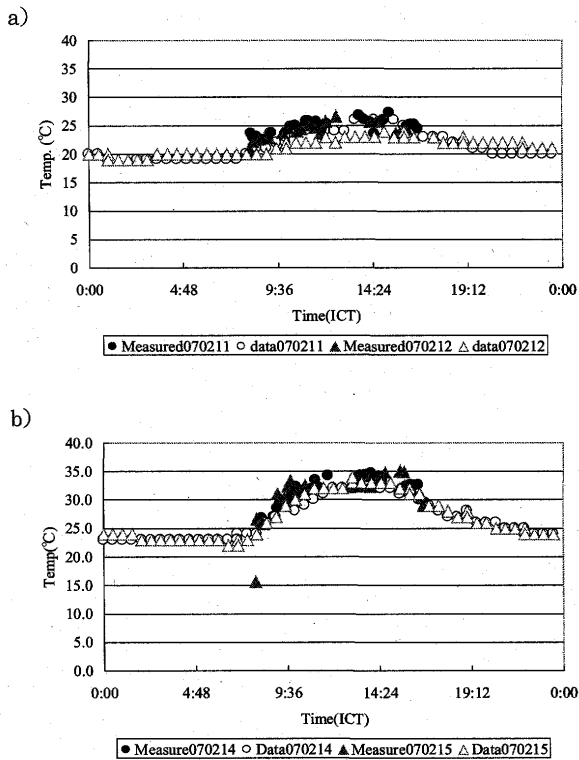 a)
40
35
30
25
20
15
10
5
0
Temp. (℃)
0:00 4:48 9:36 14:24 19:12 0:00
Time(ICT)
● Measured070211 ○ data070211 ▲ Measured070212 △ data070212
b)
40.0
35.0
30.0
25.0
20.0
15.0
10.0
5.0
0.0
Temp(℃)
0:00 4:48 9:36 14:24 19:12 0:00
Time(ICT)
● Measure070214 ○ Data070214 ▲ Measure070215 △ Data070215